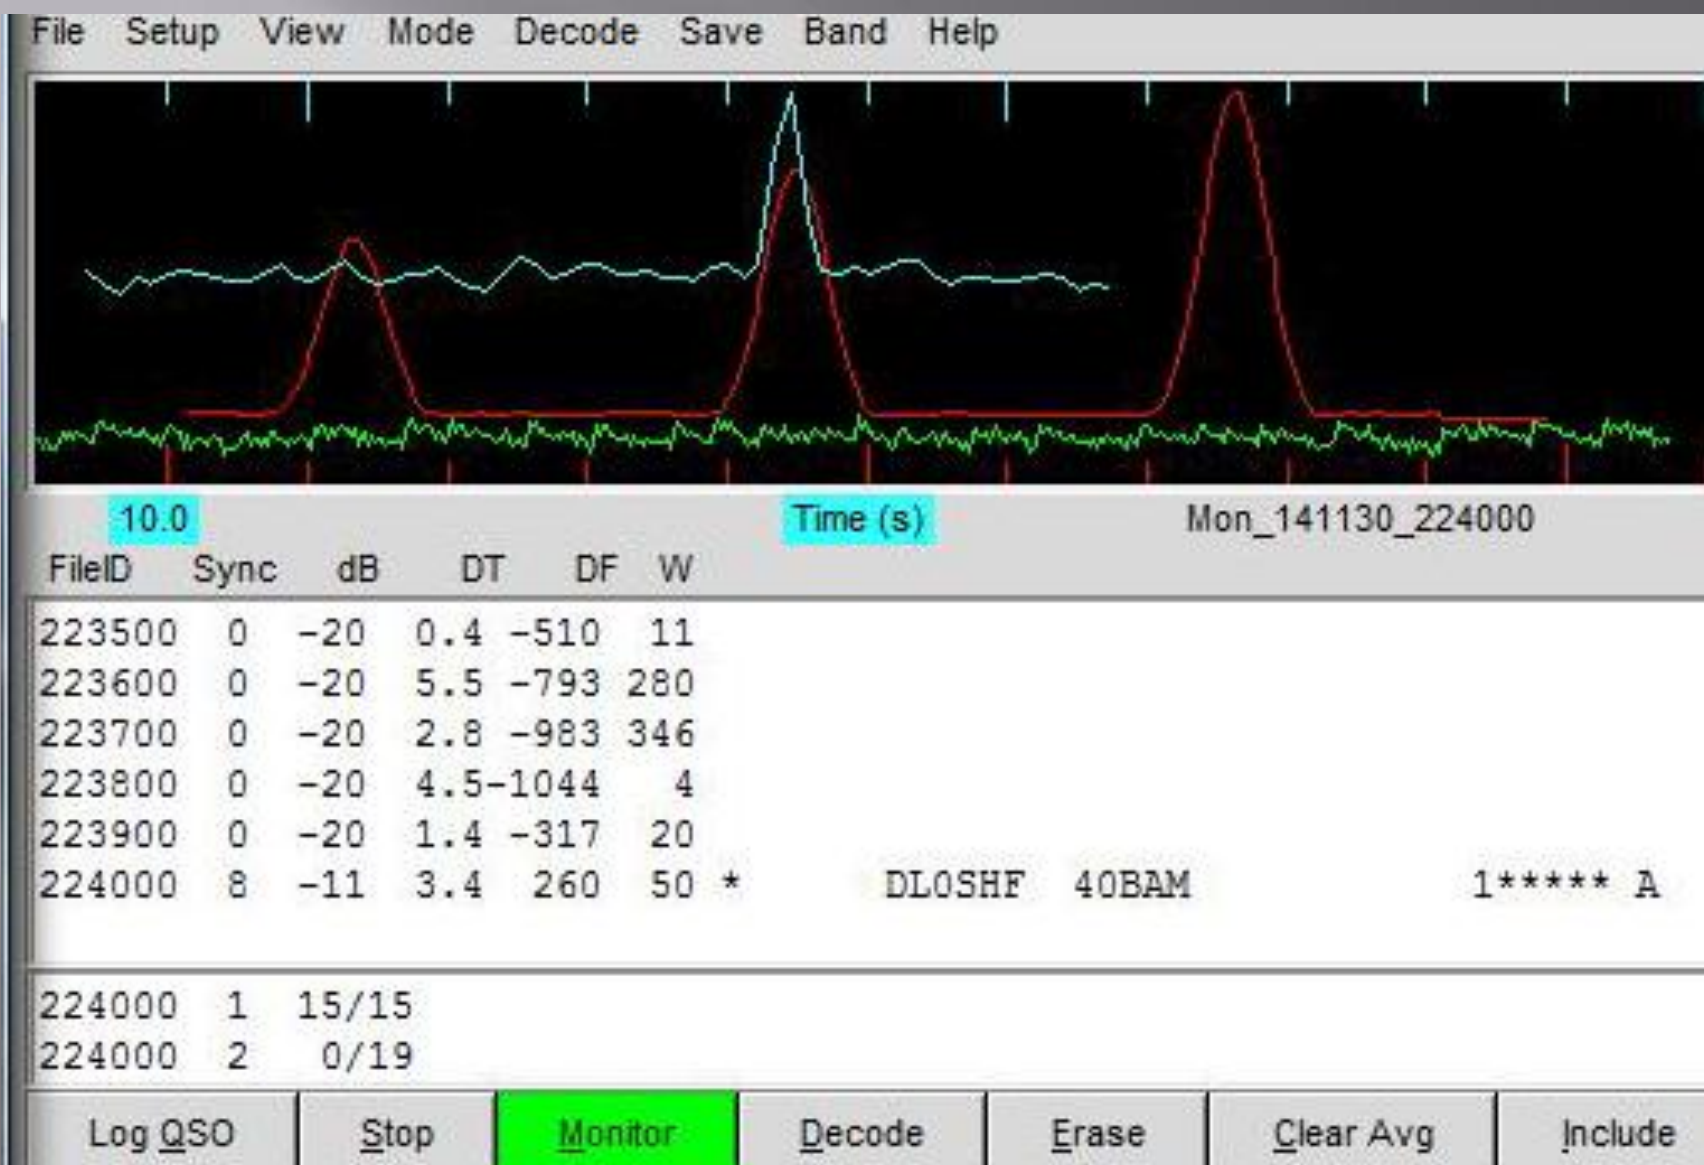 File Setup View Mode Decode Save Band Help
10.0 Time (s) Mon_141130_224000
FileID Sync dB DT DF W
223500 0 -20 0.4 -510 11
223600 0 -20 5.5 -793 280
223700 0 -20 2.8 -983 346
223800 0 -20 4.5-1044 4
223900 0 -20 1.4 -317 20
224000 8 -11 3.4 260 50 * DL0SHF 40BAM 1***** A
224000 1 15/15
224000 2 0/19
Log QSO Stop Monitor Decode Erase Clear Avg Include